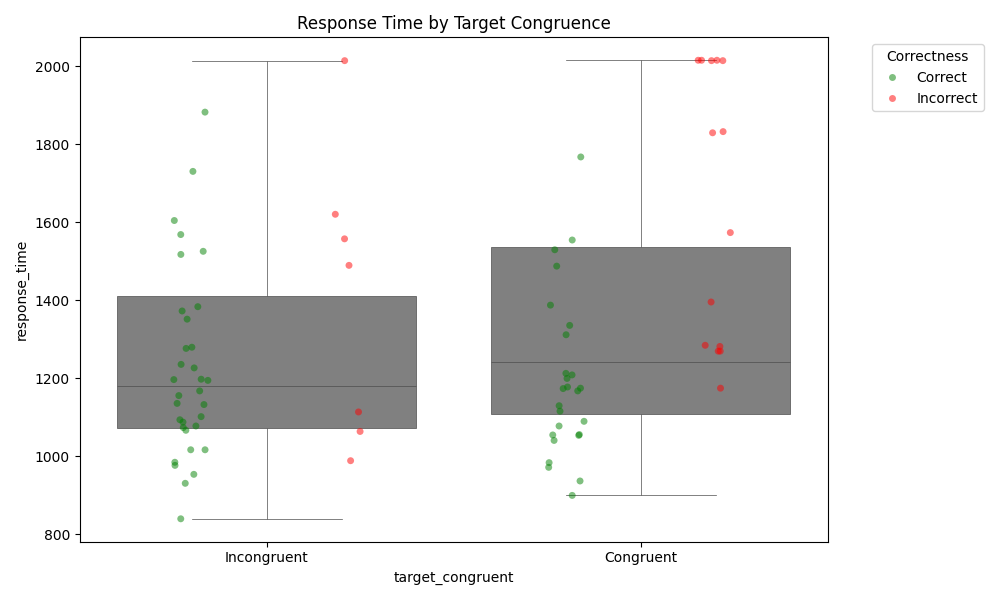 Response Time by Target Congruence
Correctness
Correct
Incorrect
response_time
2000
1800
1600
1400
1200
1000
800
Incongruent
Congruent
target_congruent